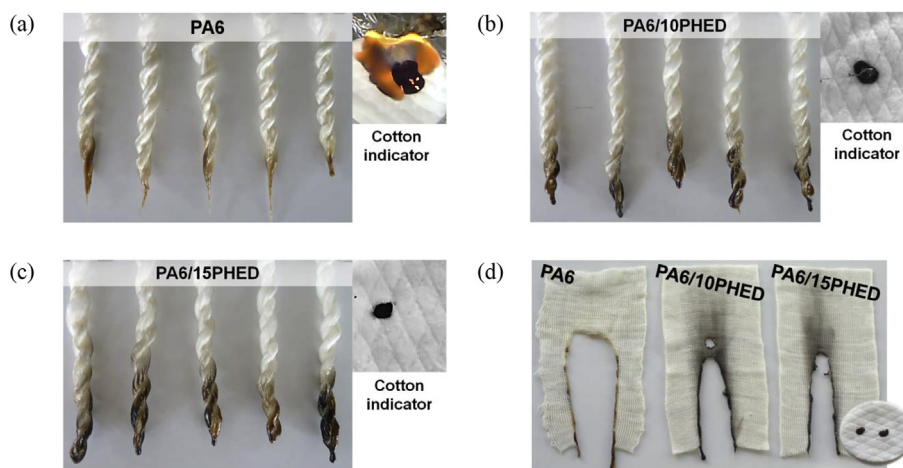 (a)
PA6
Cotton
indicator
(b)
PA6/10PHED
Cotton
indicator
(c)
PA6/15PHED
Cotton
indicator
(d)
PA6
PA6/10PHED
PA6/15PHED